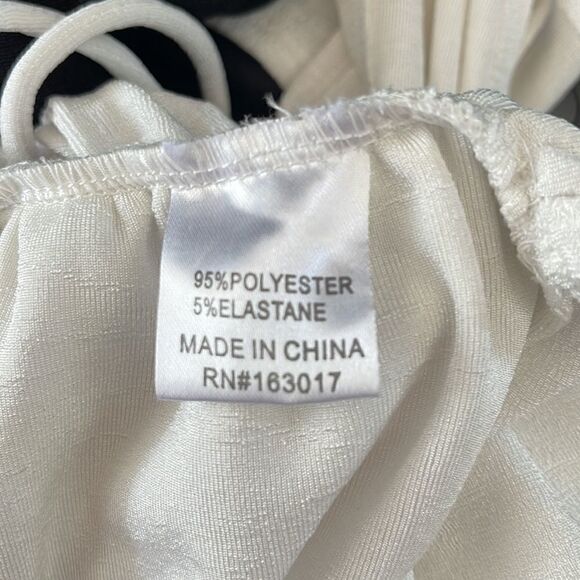 95%POLYESTER
5%ELASTANE
MADE IN CHINA
RN#163017